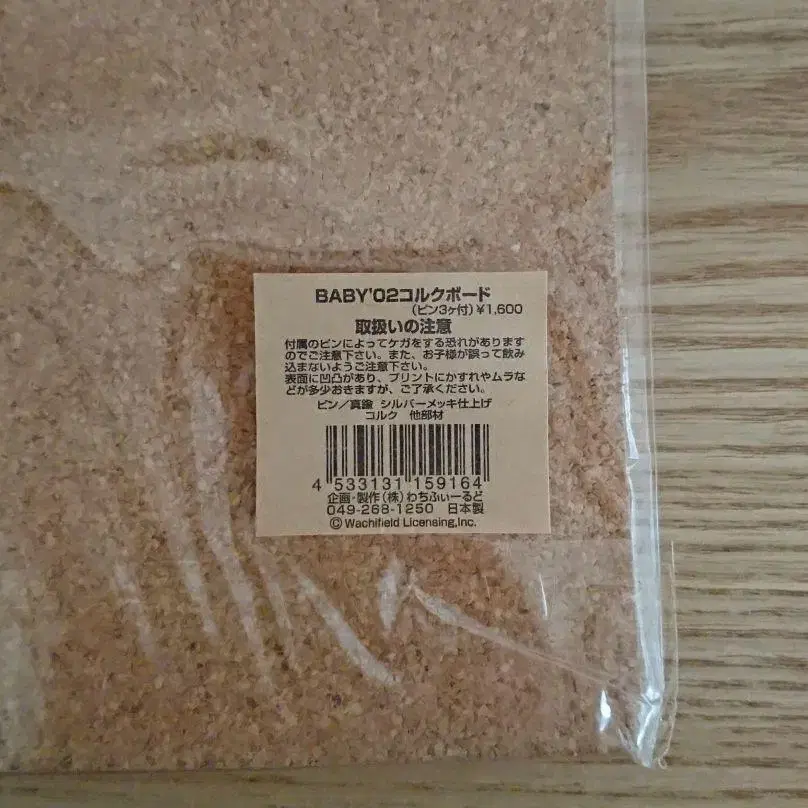 BABY'02コルクボード
(ピン3ヶ付)¥1,600
取扱いの注意
付属のピンによってケガをする恐れがあります
のでご注意下さい。また、お子様が誤って飲み
込まないようご注意下さい。
表面に凹凸があり、プリントにかすれやムラな
どが多少おきますが、ご了承ください。
ピン/真鍮 シルバーメッキ仕上げ
コルク 他部材
4 533131 159164
企画・製作(株)わちふぃーるど
049-268-1250 日本製
© Wachifield Licensing,Inc.